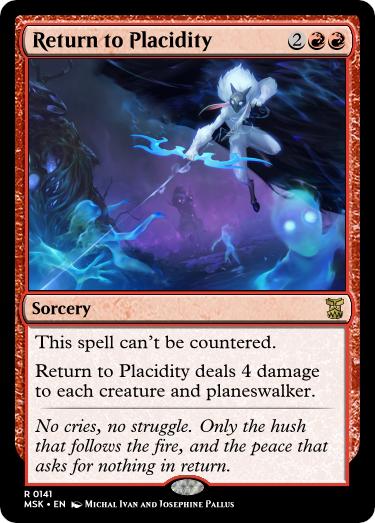 Return to Placidity 2
Sorcery
This spell can't be countered.
Return to Placidity deals 4 damage
to each creature and planeswalker.
No cries, no struggle. Only the hush
that follows the fire, and the peace that
asks for nothing in return.
R 0141
MSK • EN Michal Ivan and Josephine Pallus